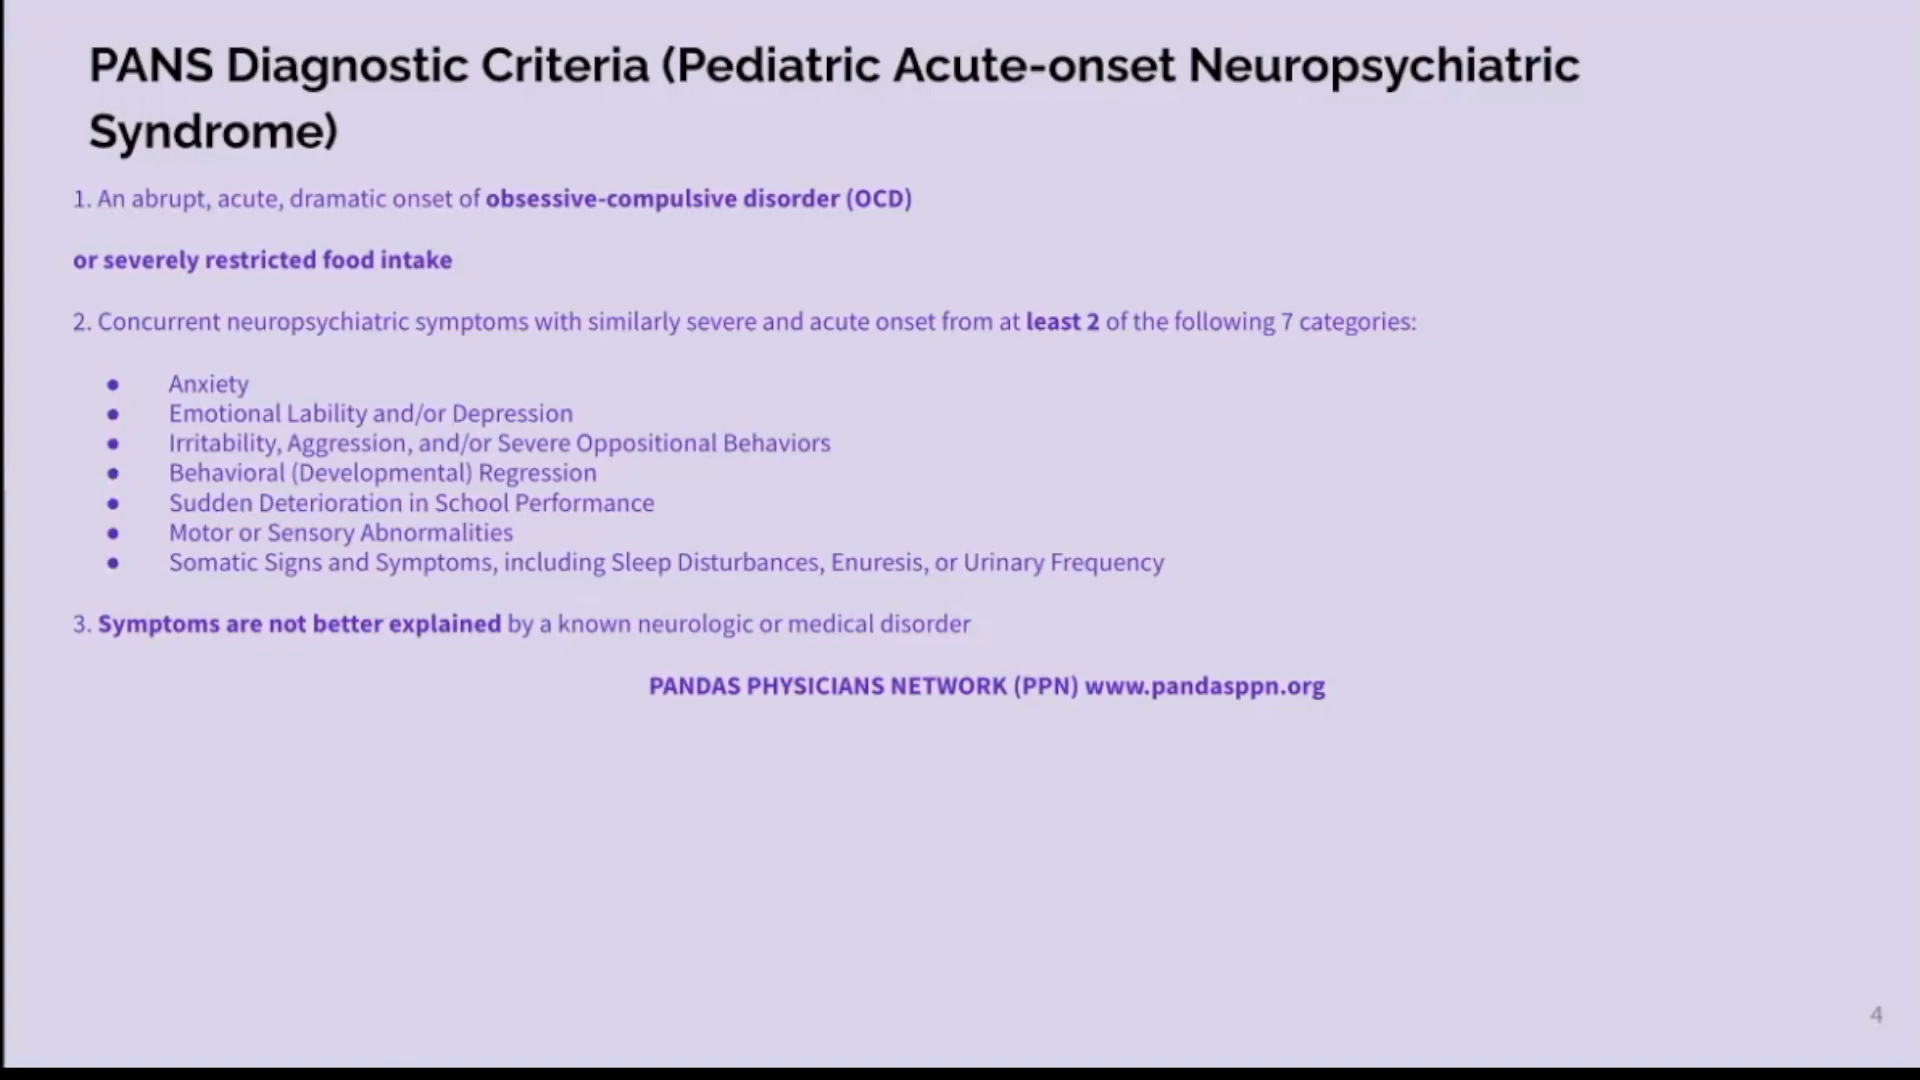 PANS Diagnostic Criteria (Pediatric Acute-onset Neuropsychiatric
Syndrome)
1. An abrupt, acute, dramatic onset of obsessive-compulsive disorder (OCD)
or severely restricted food intake
2. Concurrent neuropsychiatric symptoms with similarly severe and acute onset from at least 2 of the following 7 categories:
● Anxiety
● Emotional Lability and/or Depression
● Irritability, Aggression, and/or Severe Oppositional Behaviors
● Behavioral (Developmental) Regression
● Sudden Deterioration in School Performance
● Motor or Sensory Abnormalities
● Somatic Signs and Symptoms, including Sleep Disturbances, Enuresis, or Urinary Frequency
3. Symptoms are not better explained by a known neurologic or medical disorder
PANDAS PHYSICIANS NETWORK (PPN) www.pandasppn.org
4